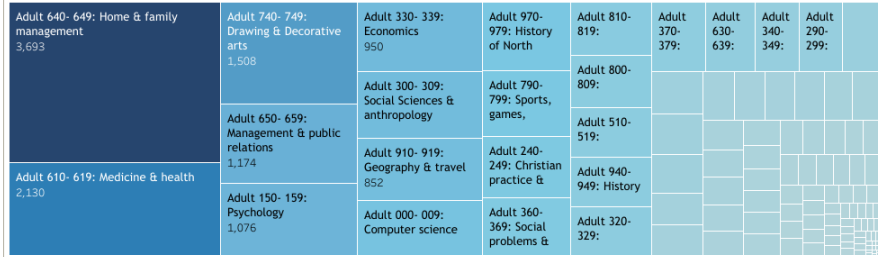 Adult 640- 649: Home & family
management
3,693
Adult 610- 619: Medicine & health
2,130
Adult 740- 749:
Drawing & Decorative
arts
1,508
Adult 650- 659:
Management & public
relations
1,174
Adult 150- 159:
Psychology
1,076
Adult 330- 339:
Economics
950
Adult 300- 309:
Social Sciences &
anthropology
Adult 910- 919:
Geography & travel
852
Adult 000- 009:
Computer science
Adult 970-
979: History
of North
Adult 790-
799: Sports,
games,
Adult 240-
249: Christian
practice &
Adult 360-
369: Social
problems &
Adult 810-
819:
Adult 800-
809:
Adult 510-
519:
Adult 940-
949: History
Adult 320-
329:
Adult
370-
379:
Adult
630-
639:
Adult
340-
349:
Adult
290-
299: